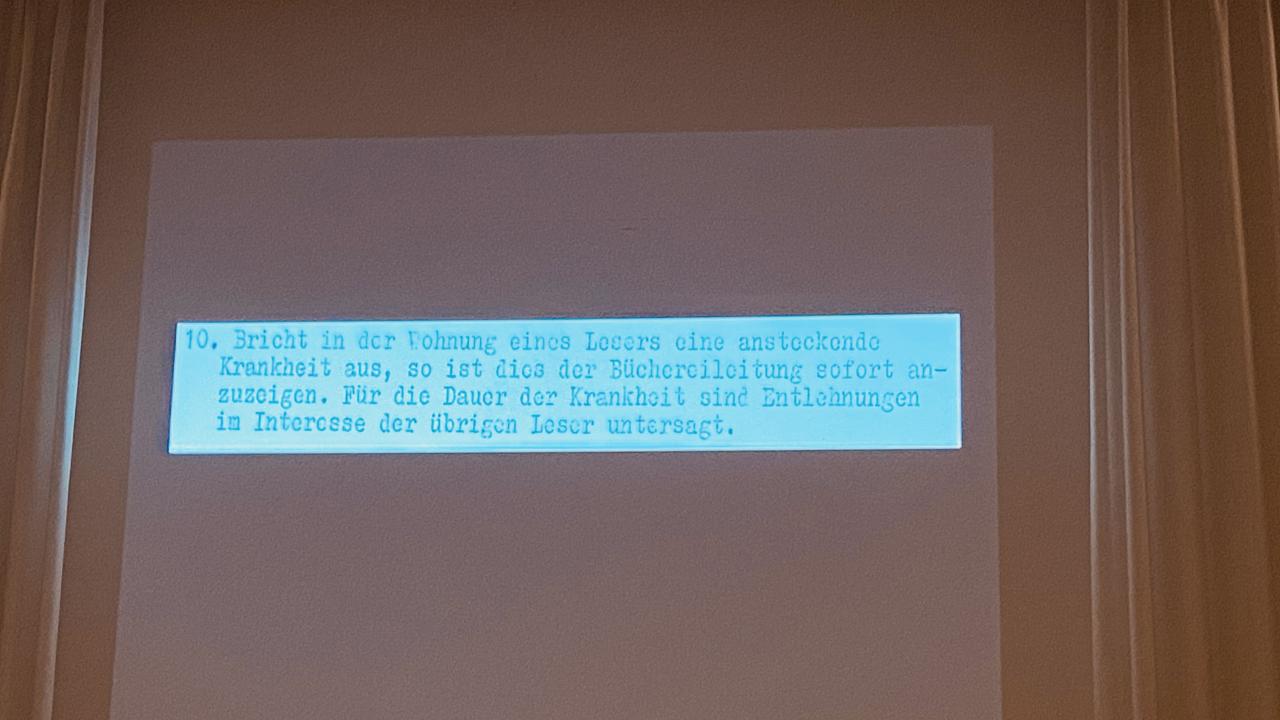 10. Bricht in der Wohnung eines Lesers eine ansteckende
Krankheit aus, so ist dies der Büchereileitung sofort an-
zuzeigen. Für die Dauer der Krankheit sind Entlehnungen
im Interesse der übrigen Leser untersagt.